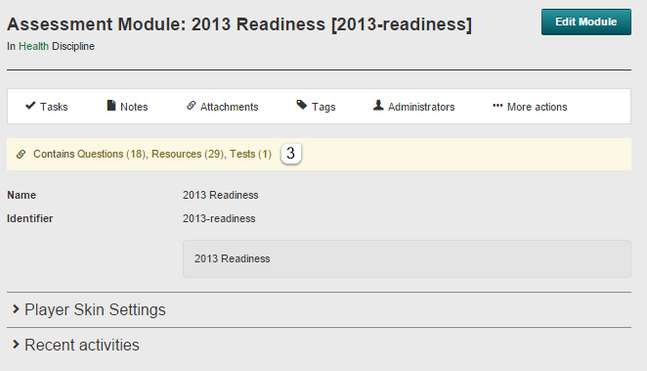 Assessment Module: 2013 Readiness [2013-readiness]
Edit Module
In Health Discipline
Tasks Notes Attachments Tags Administrators More actions
Contains Questions (18), Resources (29), Tests (1) 3
Name 2013 Readiness
Identifier 2013-readiness
2013 Readiness
Player Skin Settings
Recent activities